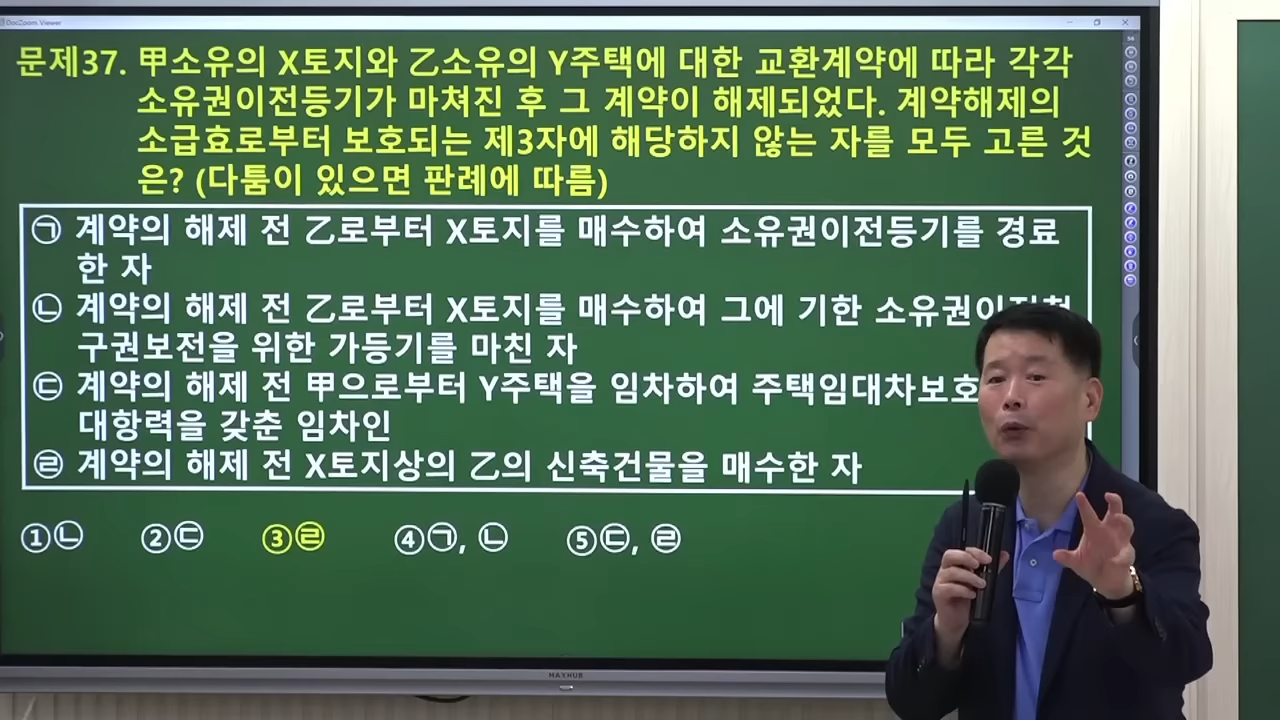 DocZoom Viewer
문제37. 甲소유의 X토지와 乙소유의 Y주택에 대한 교환계약에 따라 각각
소유권이전등기가 마쳐진 후 그 계약이 해제되었다. 계약해제의
소급효로부터 보호되는 제3자에 해당하지 않는 자를 모두 고른 것
은? (다툼이 있으면 판례에 따름)
㉠ 계약의 해제 전 乙로부터 X토지를 매수하여 소유권이전등기를 경료
한 자
㉡ 계약의 해제 전 乙로부터 X토지를 매수하여 그에 기한
구권보전을 위한 가등기를 마친 자
㉢ 계약의 해제 전 甲으로부터 Y주택을 임차하여
대항력을 갖춘 임차인
㉣ 계약의 해제 전 X토지상의 乙의 신축건물을 매수한 자
①㉡ ②㉢ ③㉣ ④㉠, ㉡ ⑤㉢, ㉣
MAXHUB